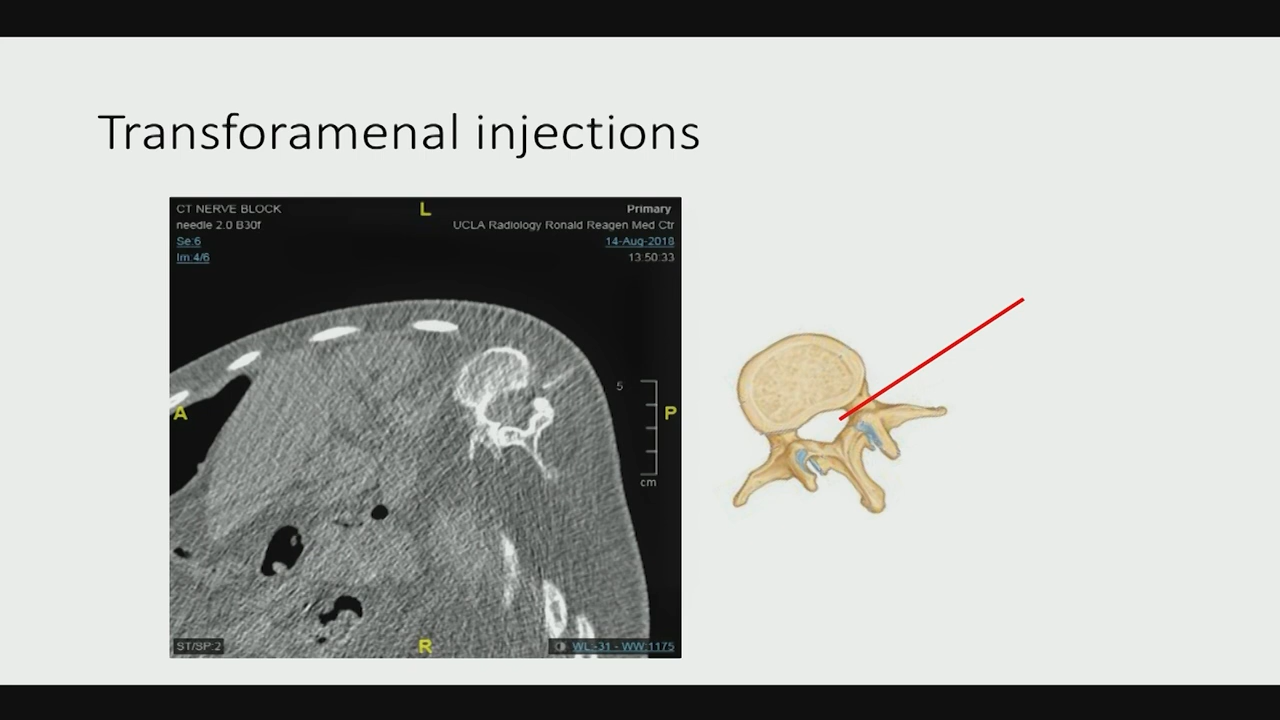 Transforamenal injections
CT NERVE BLOCK
L
Primary
needle 2.0 B30f
UCLA Radiology Ronald Reagen Med Ctr
Se:6
14-Aug-2018
Im:4/6
13:50:33
5
A
P
cm
ST/SP:2
R
WL:-31 - WW:1175